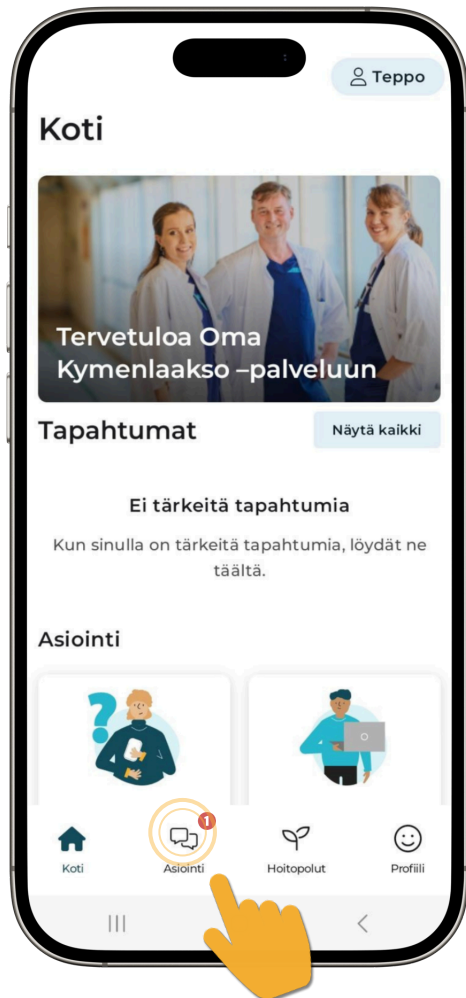 Teppo
Koti
Tervetuloa Oma
Kymenlaakso –palveluun
Tapahtumat
Näytä kaikki
Ei tärkeitä tapahtumia
Kun sinulla on tärkeitä tapahtumia, löydät ne
täältä.
Asiointi
?
1
Koti
Asiointi
Hoitopolut
Profiili